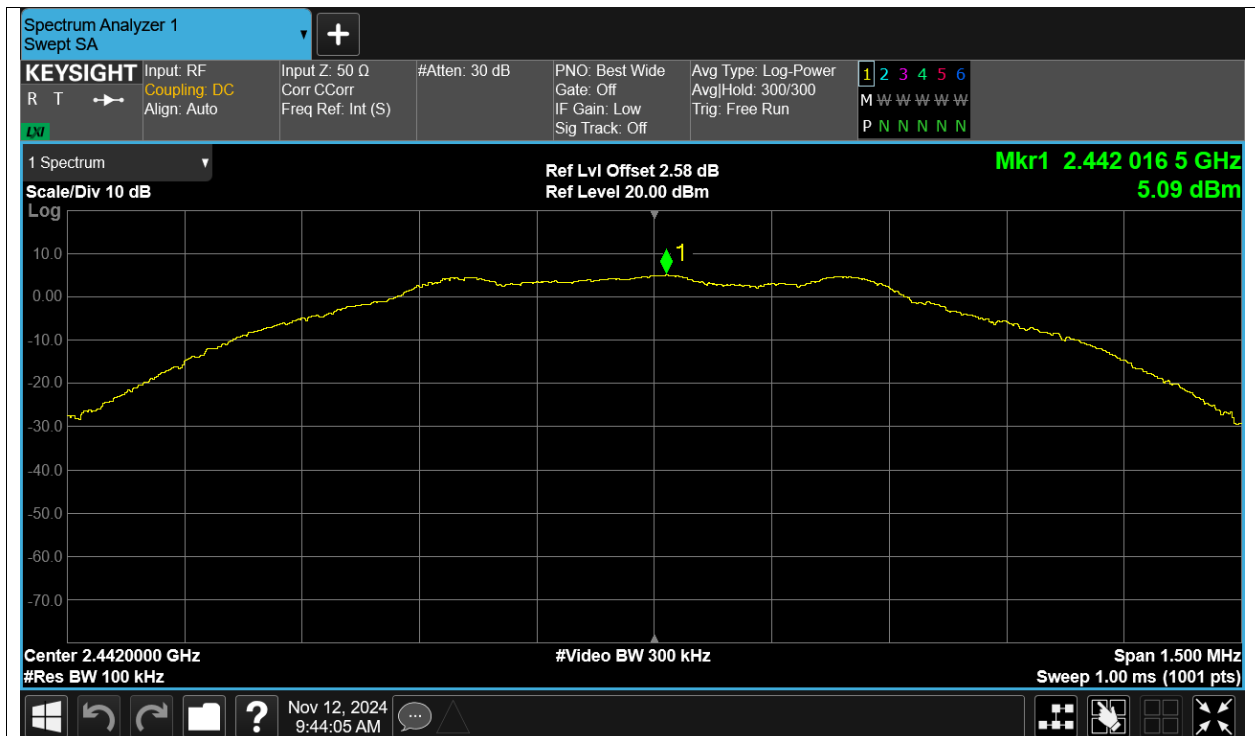 Spectrum Analyzer 1
Swept SA
KEYSIGHT
R T
LXI
Input: RF
Coupling: DC
Align: Auto
Input Z: 50 Ω
Corr CCorr
Freq Ref: Int (S)
#Atten: 30 dB
PNO: Best Wide
Gate: Off
IF Gain: Low
Sig Track: Off
Avg Type: Log-Power
Avg|Hold: 300/300
Trig: Free Run
1 2 3 4 5 6
M W W W W W
P N N N N N
1 Spectrum
Scale/Div 10 dB
Log
Ref Lvl Offset 2.58 dB
Ref Level 20.00 dBm
Mkr1 2.442 016 5 GHz
5.09 dBm
1
10.0
0.00
-10.0
-20.0
-30.0
-40.0
-50.0
-60.0
-70.0
Center 2.4420000 GHz
#Res BW 100 kHz
#Video BW 300 kHz
Span 1.500 MHz
Sweep 1.00 ms (1001 pts)
?
Nov 12, 2024
9:44:05 AM